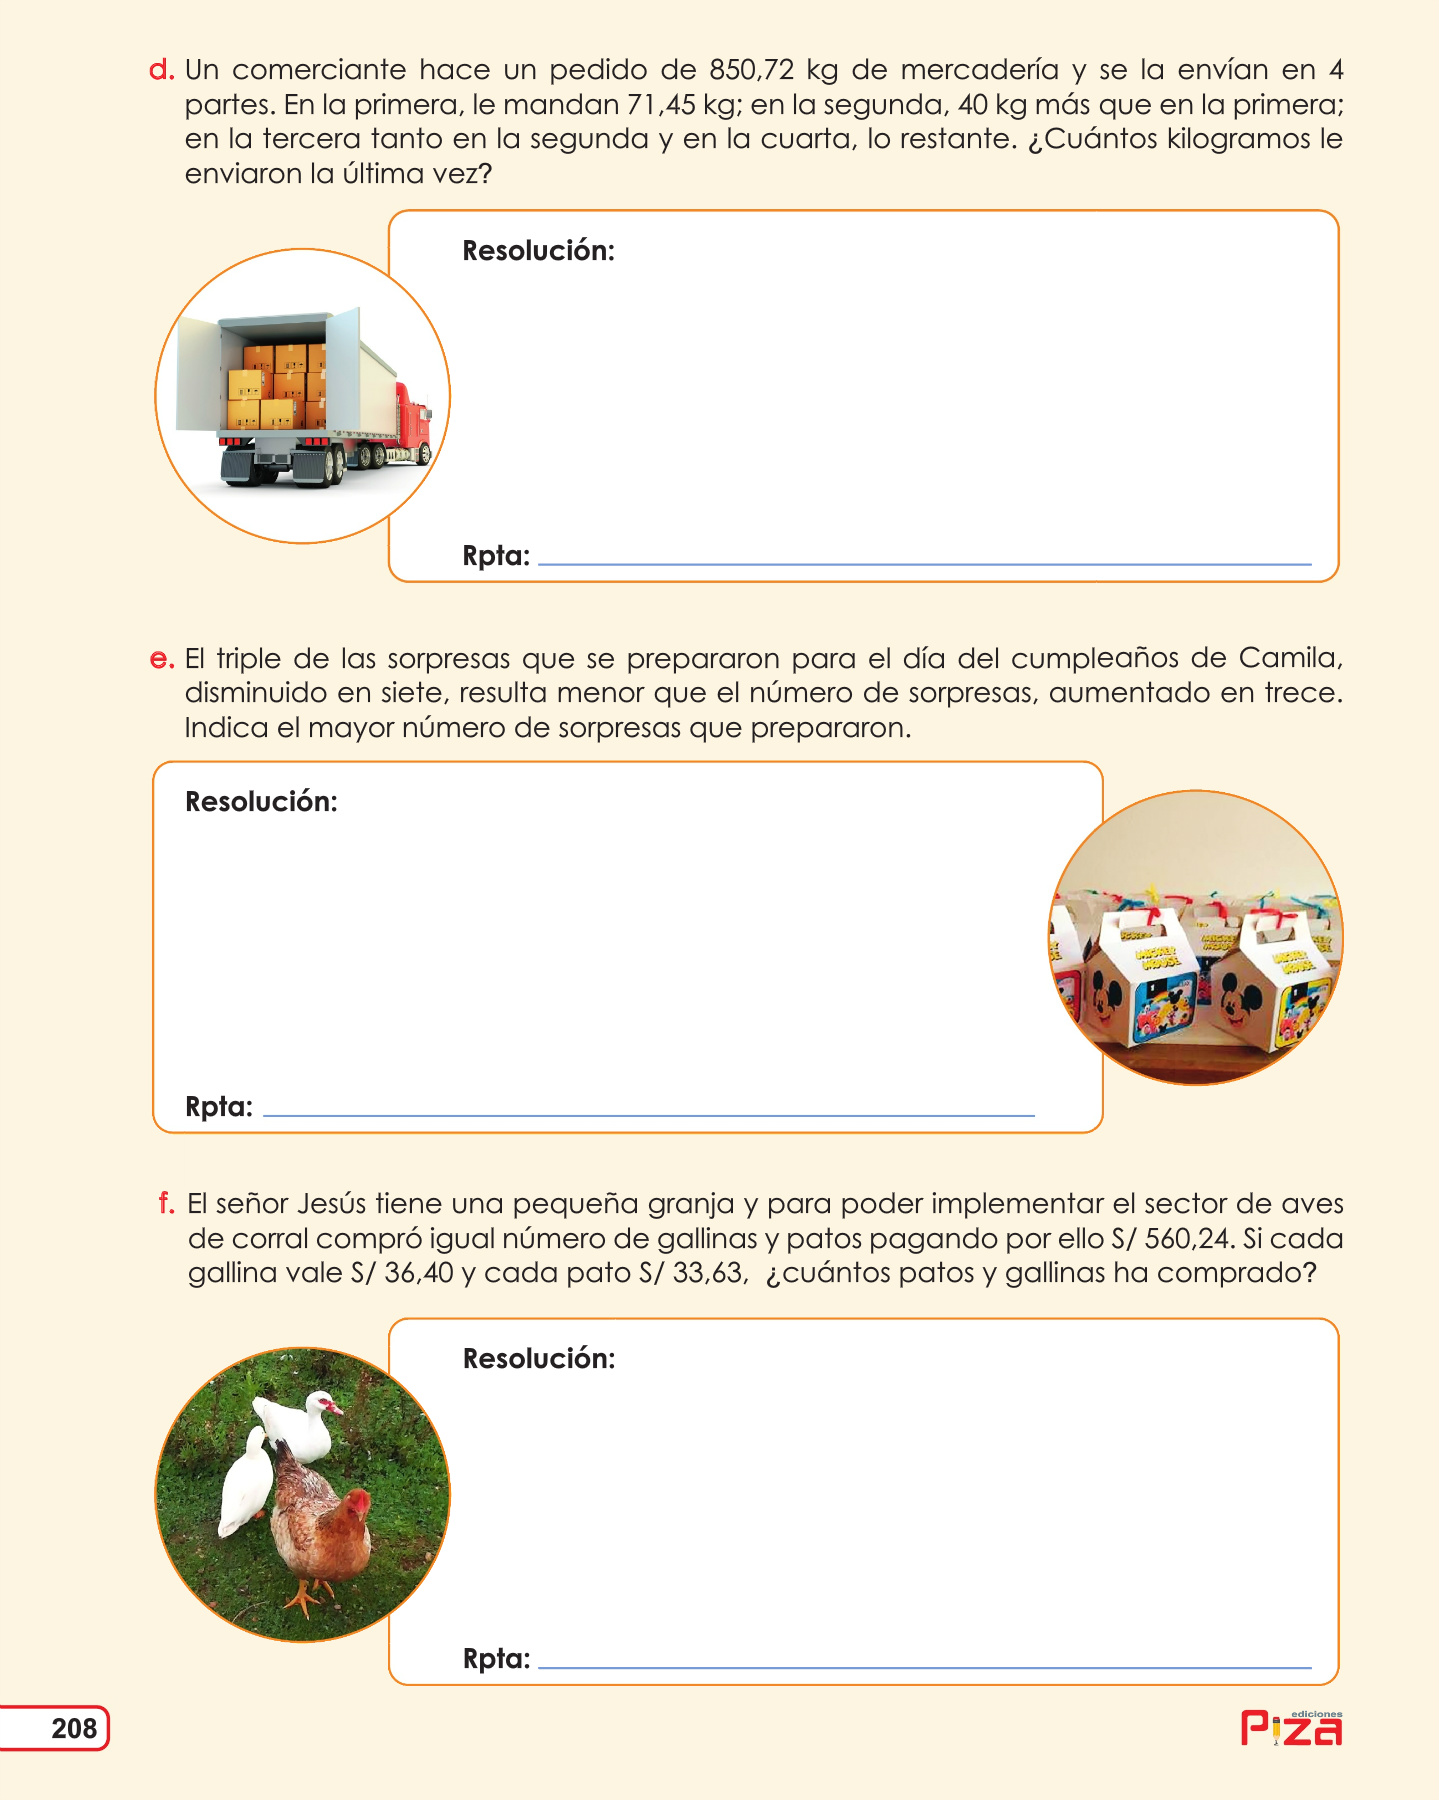 d. Un comerciante hace un pedido de 850,72 kg de mercadería y se la envían en 4
partes. En la primera, le mandan 71,45 kg; en la segunda, 40 kg más que en la primera;
en la tercera tanto en la segunda y en la cuarta, lo restante. ¿Cuántos kilogramos le
enviaron la última vez?
Resolución:
Rpta:
e. El triple de las sorpresas que se prepararon para el día del cumpleaños de Camila,
disminuido en siete, resulta menor que el número de sorpresas, aumentado en trece.
Indica el mayor número de sorpresas que prepararon.
Resolución:
MICKEY
MOUSE
MICKEY
MOUSE
MICKEY
MOUSE
Rpta:
f. El señor Jesús tiene una pequeña granja y para poder implementar el sector de aves
de corral compró igual número de gallinas y patos pagando por ello S/ 560,24. Si cada
gallina vale S/ 36,40 y cada pato S/ 33,63, ¿cuántos patos y gallinas ha comprado?
Resolución:
Rpta:
208
ediciones
Piza